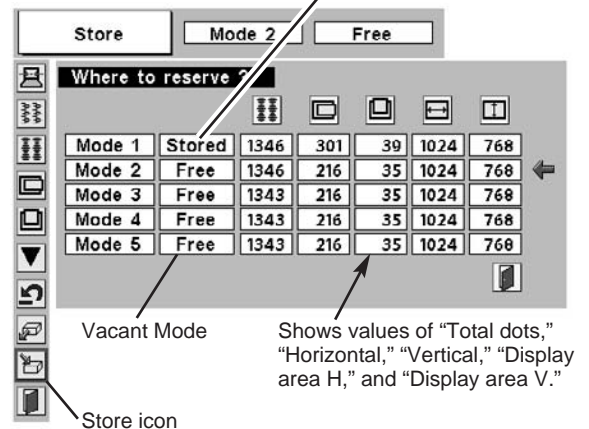 Store Mode 2 Free
Where to reserve ?
Mode 1 Stored 1346 301 39 1024 768
Mode 2 Free 1346 216 35 1024 768
Mode 3 Free 1343 216 35 1024 768
Mode 4 Free 1343 216 35 1024 768
Mode 5 Free 1343 216 35 1024 768
Vacant Mode
Shows values of “Total dots,”
“Horizontal,” “Vertical,” “Display
area H,” and “Display area V.”
Store icon